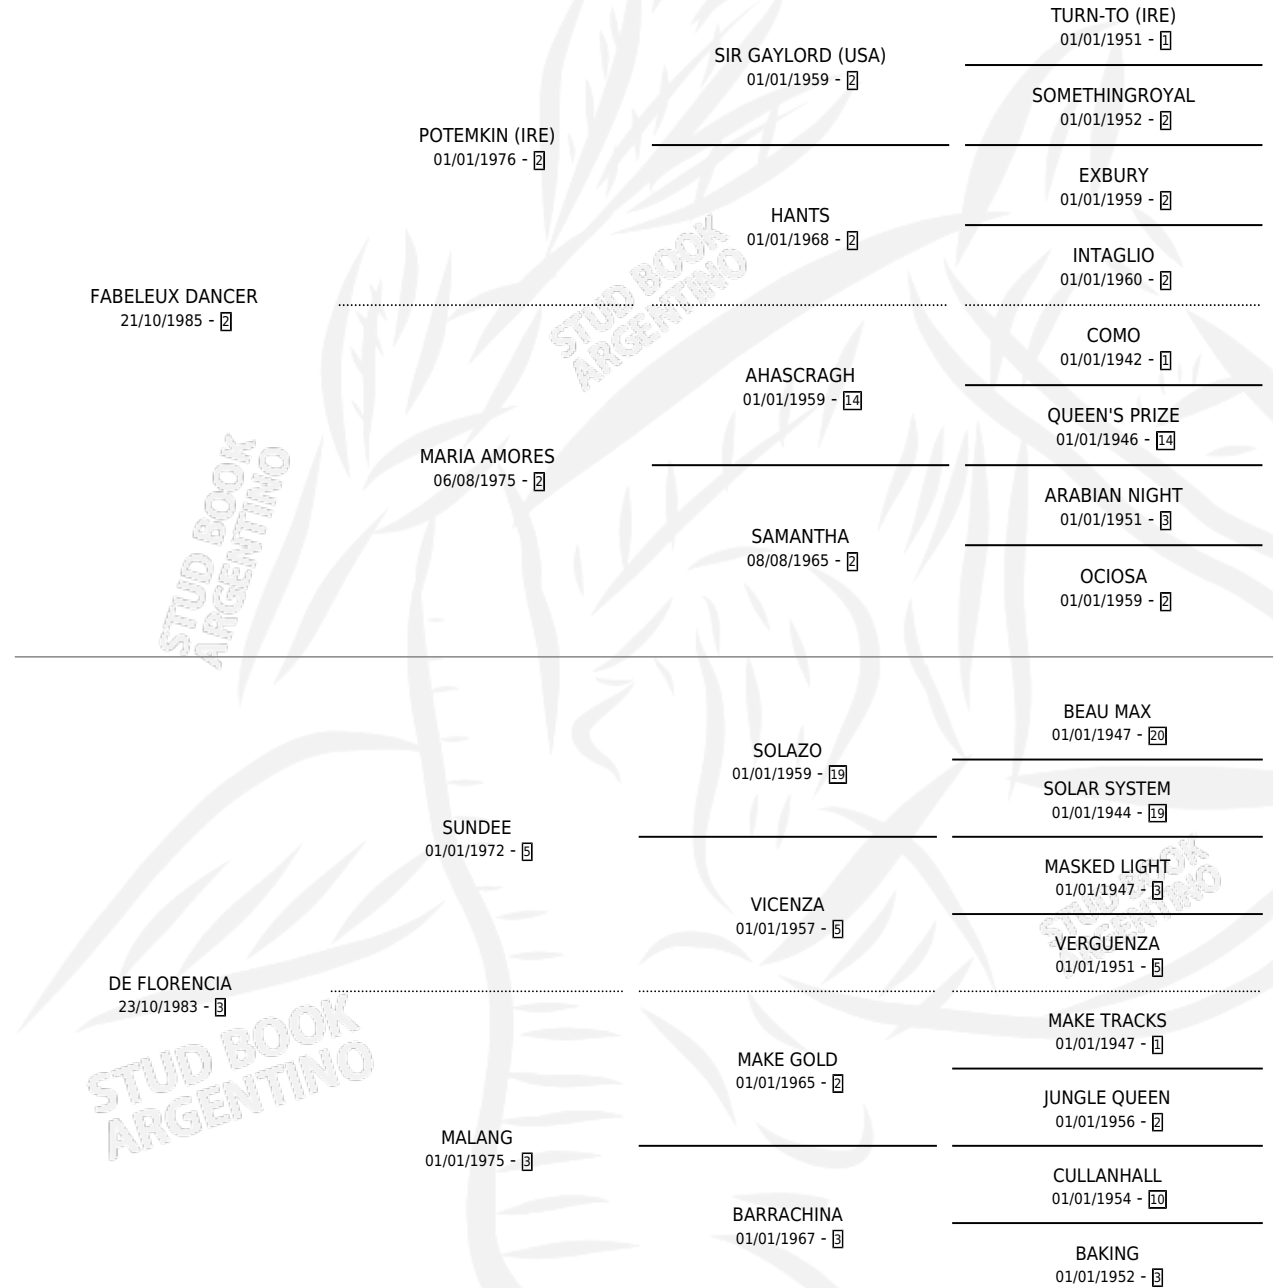 TURN-TO (IRE)
01/01/1951 - 1
SIR GAYLORD (USA)
01/01/1959 - 2
SOMETHINGROYAL
01/01/1952 - 2
POTEMKIN (IRE)
01/01/1976 - 2
EXBURY
01/01/1959 - 2
HANTS
01/01/1968 - 2
INTAGLIO
01/01/1960 - 2
FABELEUX DANCER
21/10/1985 - 2
COMO
01/01/1942 - 1
AHASCRAGH
01/01/1959 - 14
QUEEN'S PRIZE
01/01/1946 - 14
MARIA AMORES
06/08/1975 - 2
ARABIAN NIGHT
01/01/1951 - 3
SAMANTHA
08/08/1965 - 2
OCIOSA
01/01/1959 - 2
BEAU MAX
01/01/1947 - 20
SOLAZO
01/01/1959 - 19
SOLAR SYSTEM
01/01/1944 - 19
SUNDEE
01/01/1972 - 5
MASKED LIGHT
01/01/1947 - 3
VICENZA
01/01/1957 - 5
VERGUENZA
01/01/1951 - 5
DE FLORENCIA
23/10/1983 - 3
MAKE TRACKS
01/01/1947 - 1
MAKE GOLD
01/01/1965 - 2
JUNGLE QUEEN
01/01/1956 - 2
MALANG
01/01/1975 - 3
CULLANHALL
01/01/1954 - 10
BARRACHINA
01/01/1967 - 3
BAKING
01/01/1952 - 3
STUD BOOK
ARGENTINO
STUD BOOK
ARGENTINO
STUD BOOK
ARGENTINO
STUD BOOK
ARGENTINO